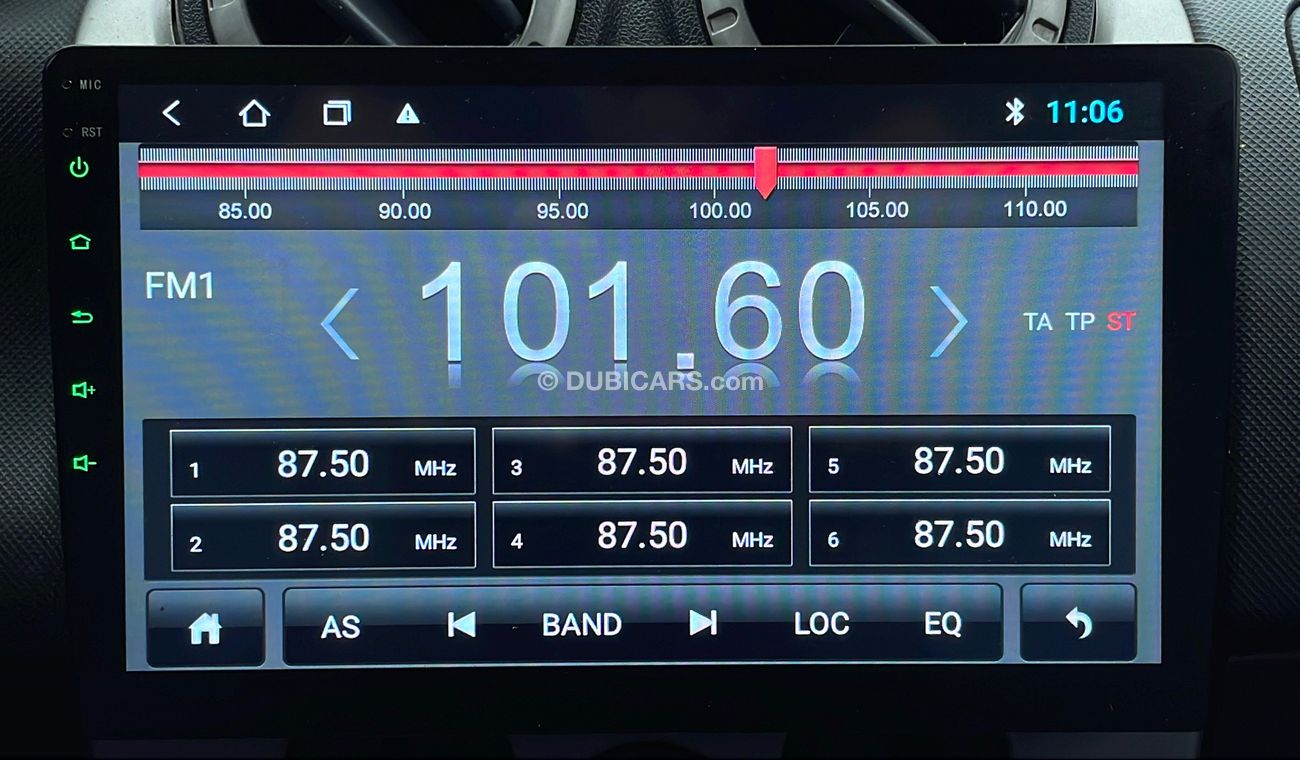 MIC
11:06
RST
85.00 90.00 95.00 100.00 105.00 110.00
FM1
101.60
TA TP ST
© DUBICARS.com
1 87.50 MHz 3 87.50 MHz 5 87.50 MHz
2 87.50 MHz 4 87.50 MHz 6 87.50 MHz
AS BAND LOC EQ